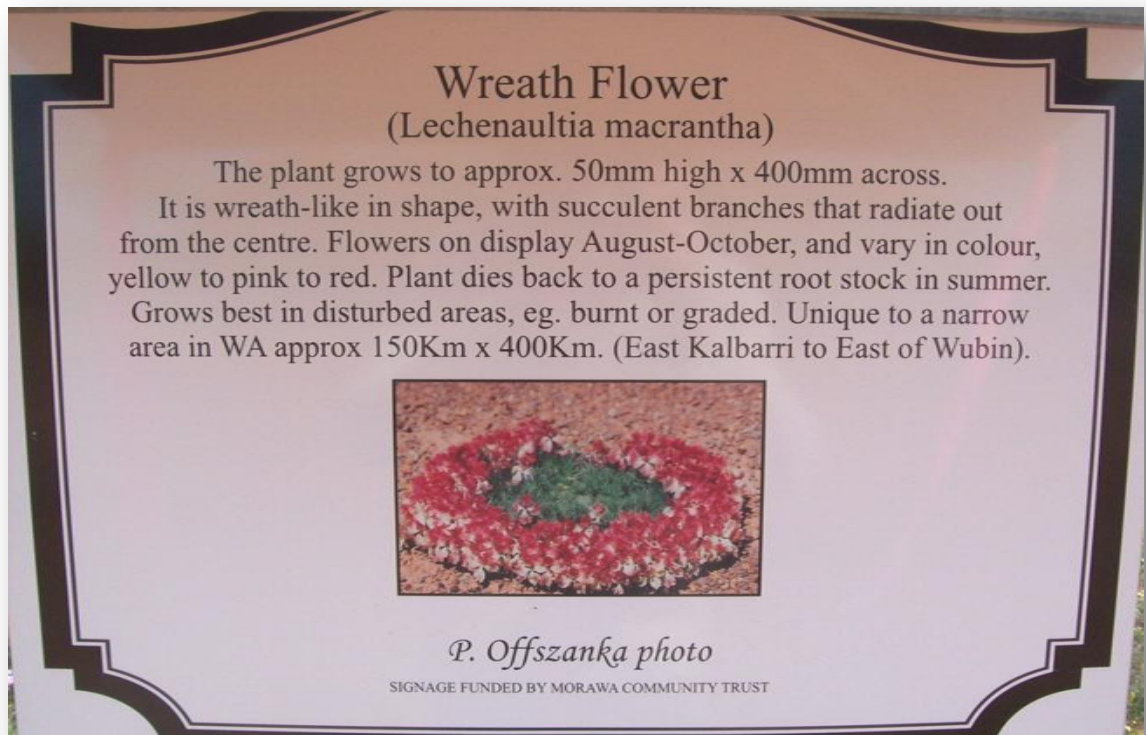 Wreath Flower
(Lechenaultia macrantha)
The plant grows to approx. 50mm high x 400mm across.
It is wreath-like in shape, with succulent branches that radiate out
from the centre. Flowers on display August-October, and vary in colour,
yellow to pink to red. Plant dies back to a persistent root stock in summer.
Grows best in disturbed areas, eg. burnt or graded. Unique to a narrow
area in WA approx 150Km x 400Km. (East Kalbarri to East of Wubin).
P. Offszanka photo
SIGNAGE FUNDED BY MORAWA COMMUNITY TRUST